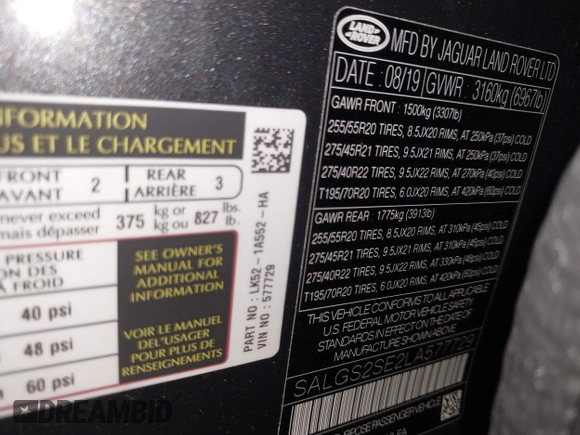 INFORMATION
US ET LE CHARGEMENT
FRONT
AVANT
2
REAR
ARRIÈRE
3
never exceed
mais dépasser
375 kg or
kg ou
827 lbs.
lb.
PRESSURE
ON DES
À FROID
40 psi
48 psi
60 psi
SEE OWNER'S
MANUAL FOR
ADDITIONAL
INFORMATION
VOIR LE MANUEL
DE L'USAGER
POUR PLUS DE
RENSEIGNEMENTS
PART NO : LK52-1A552-HA
VIN NO : 577729
LAND
ROVER
MFD BY JAGUAR LAND ROVER LTD
DATE : 08/19 GVWR : 3160kg (6967lb)
GAWR FRONT : 1500kg (3307lb)
255/55R20 TIRES, 8.5JX20 RIMS, AT 250kPa (37psi) COLD
275/45R21 TIRES, 9.5JX21 RIMS, AT 250kPa (37psi) COLD
275/40R22 TIRES, 9.5JX22 RIMS, AT 270kPa (40psi) COLD
T195/70R20 TIRES, 6.0JX20 RIMS, AT 420kPa (60psi) COLD
GAWR REAR : 1775kg (3913lb)
255/55R20 TIRES, 8.5JX20 RIMS, AT 310kPa (45psi) COLD
275/45R21 TIRES, 9.5JX21 RIMS, AT 310kPa (45psi) COLD
275/40R22 TIRES, 9.5JX22 RIMS, AT 330kPa (48psi) COLD
T195/70R20 TIRES, 6.0JX20 RIMS, AT 420kPa (60psi) COLD
THIS VEHICLE CONFORMS TO ALL APPLICABLE
U.S. FEDERAL MOTOR VEHICLE SAFETY
STANDARDS IN EFFECT ON THE DATE OF
MANUFACTURE SHOWN ABOVE
SALGS2SE2LA577729
PURPOSE PASSENGER VEHICLE
DREAMBID